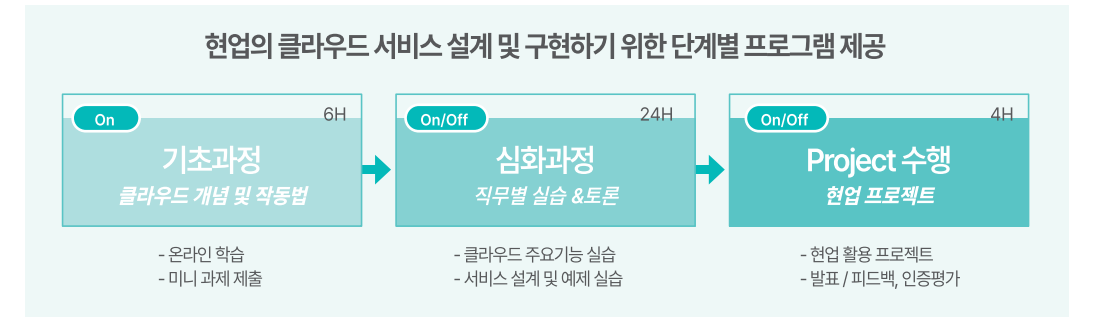 현업의 클라우드 서비스 설계 및 구현하기 위한 단계별 프로그램 제공
On
6H
기초과정
클라우드 개념 및 작동법
- 온라인 학습
- 미니 과제 제출
On/Off
24H
심화과정
직무별 실습 &토론
- 클라우드 주요기능 실습
- 서비스 설계 및 예제 실습
On/Off
4H
Project 수행
현업 프로젝트
- 현업 활용 프로젝트
- 발표 / 피드백, 인증평가